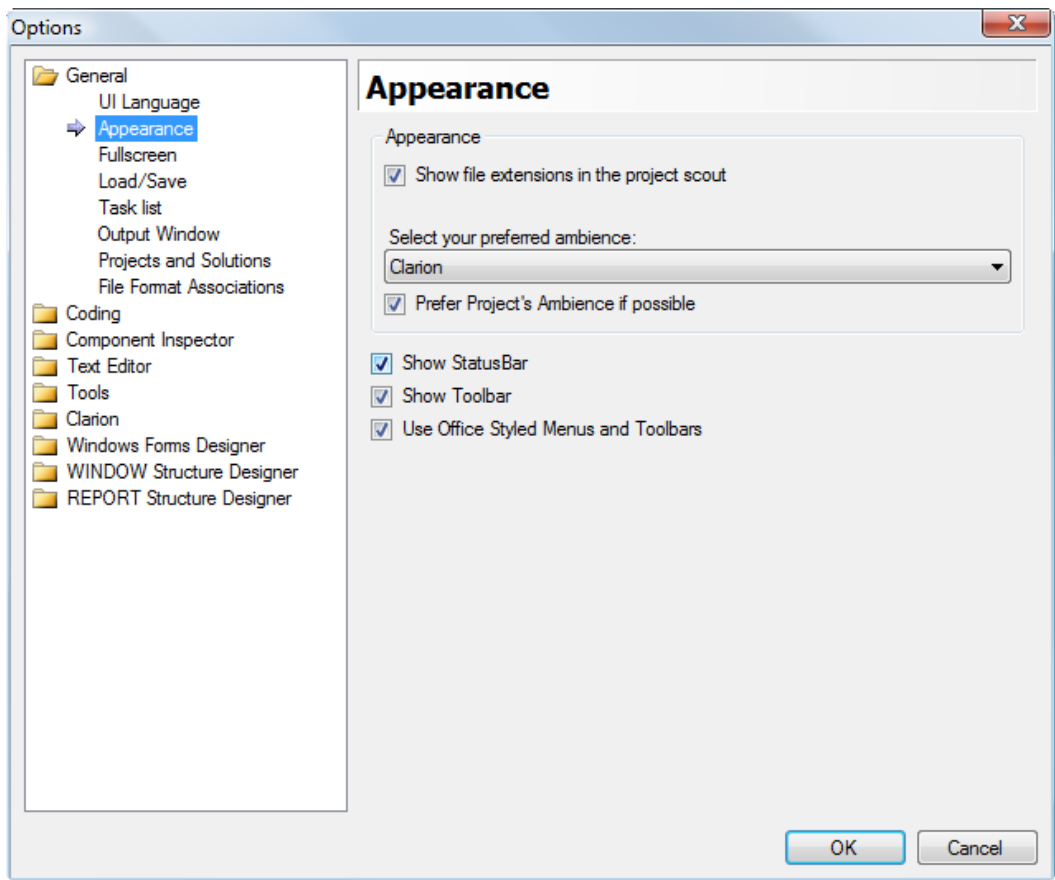 Options
General
UI Language
Appearance
Fullscreen
Load/Save
Task list
Output Window
Projects and Solutions
File Format Associations
Coding
Component Inspector
Text Editor
Tools
Clarion
Windows Forms Designer
WINDOW Structure Designer
REPORT Structure Designer
Appearance
Appearance
Show file extensions in the project scout
Select your preferred ambience:
Clarion
Prefer Project's Ambience if possible
Show StatusBar
Show Toolbar
Use Office Styled Menus and Toolbars
OK
Cancel